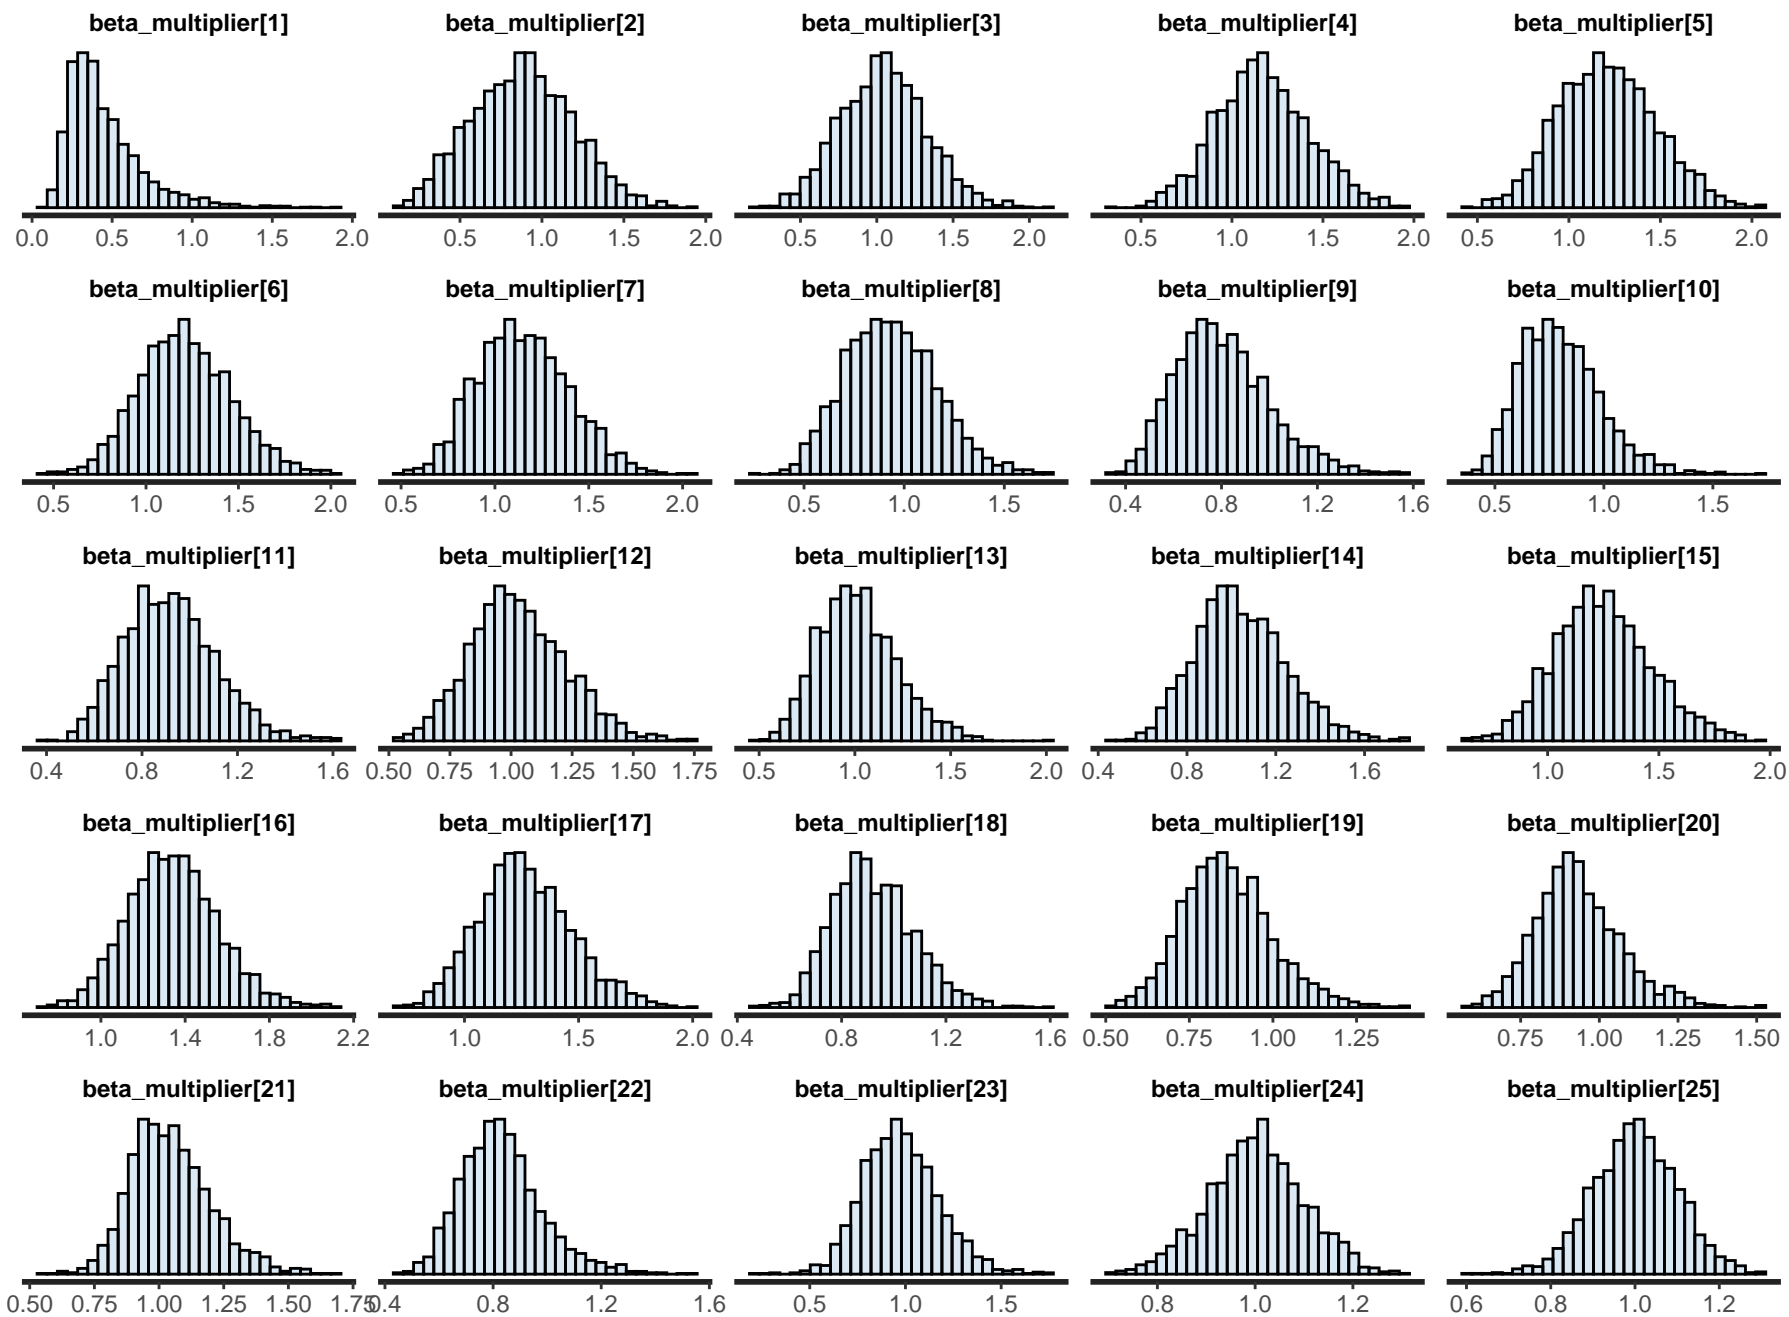 beta_multiplier[1] beta_multiplier[2] beta_multiplier[3] beta_multiplier[4] beta_multiplier[5]
0.0 0.5 1.0 1.5 2.0 0.5 1.0 1.5 2.0 0.5 1.0 1.5 2.0 0.5 1.0 1.5 2.0 0.5 1.0 1.5 2.0
beta_multiplier[6] beta_multiplier[7] beta_multiplier[8] beta_multiplier[9] beta_multiplier[10]
0.5 1.0 1.5 2.0 0.5 1.0 1.5 2.0 0.5 1.0 1.5 0.4 0.8 1.2 1.6 0.5 1.0 1.5
beta_multiplier[11] beta_multiplier[12] beta_multiplier[13] beta_multiplier[14] beta_multiplier[15]
0.4 0.8 1.2 1.6 0.50 0.75 1.00 1.25 1.50 1.75 0.5 1.0 1.5 2.0 0.4 0.8 1.2 1.6 1.0 1.5 2.0
beta_multiplier[16] beta_multiplier[17] beta_multiplier[18] beta_multiplier[19] beta_multiplier[20]
1.0 1.4 1.8 2.2 1.0 1.5 2.0 0.4 0.8 1.2 1.6 0.50 0.75 1.00 1.25 0.75 1.00 1.25 1.50
beta_multiplier[21] beta_multiplier[22] beta_multiplier[23] beta_multiplier[24] beta_multiplier[25]
0.50 0.75 1.00 1.25 1.50 1.75 0.4 0.8 1.2 1.6 0.5 1.0 1.5 0.8 1.0 1.2 0.6 0.8 1.0 1.2